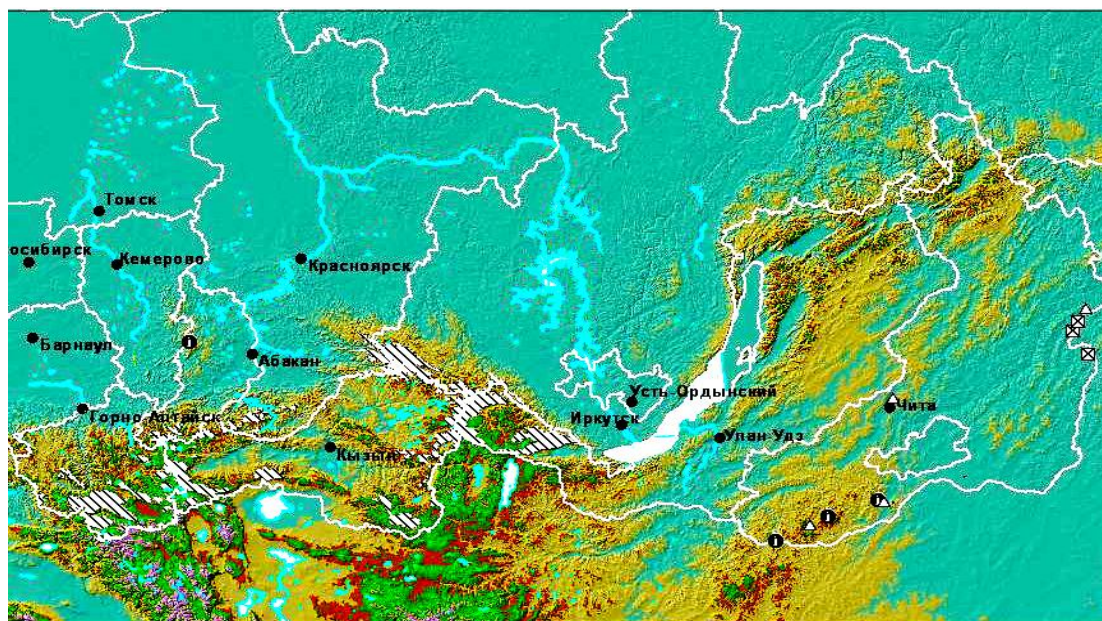 Томск
осибирск
Кемерово
Красноярск
Барнаул
Абакан
Усть-Ордынский
Горно-Алтайск
Иркутск
Чита
Улан-Удэ
Кызыл
i
i
i
i